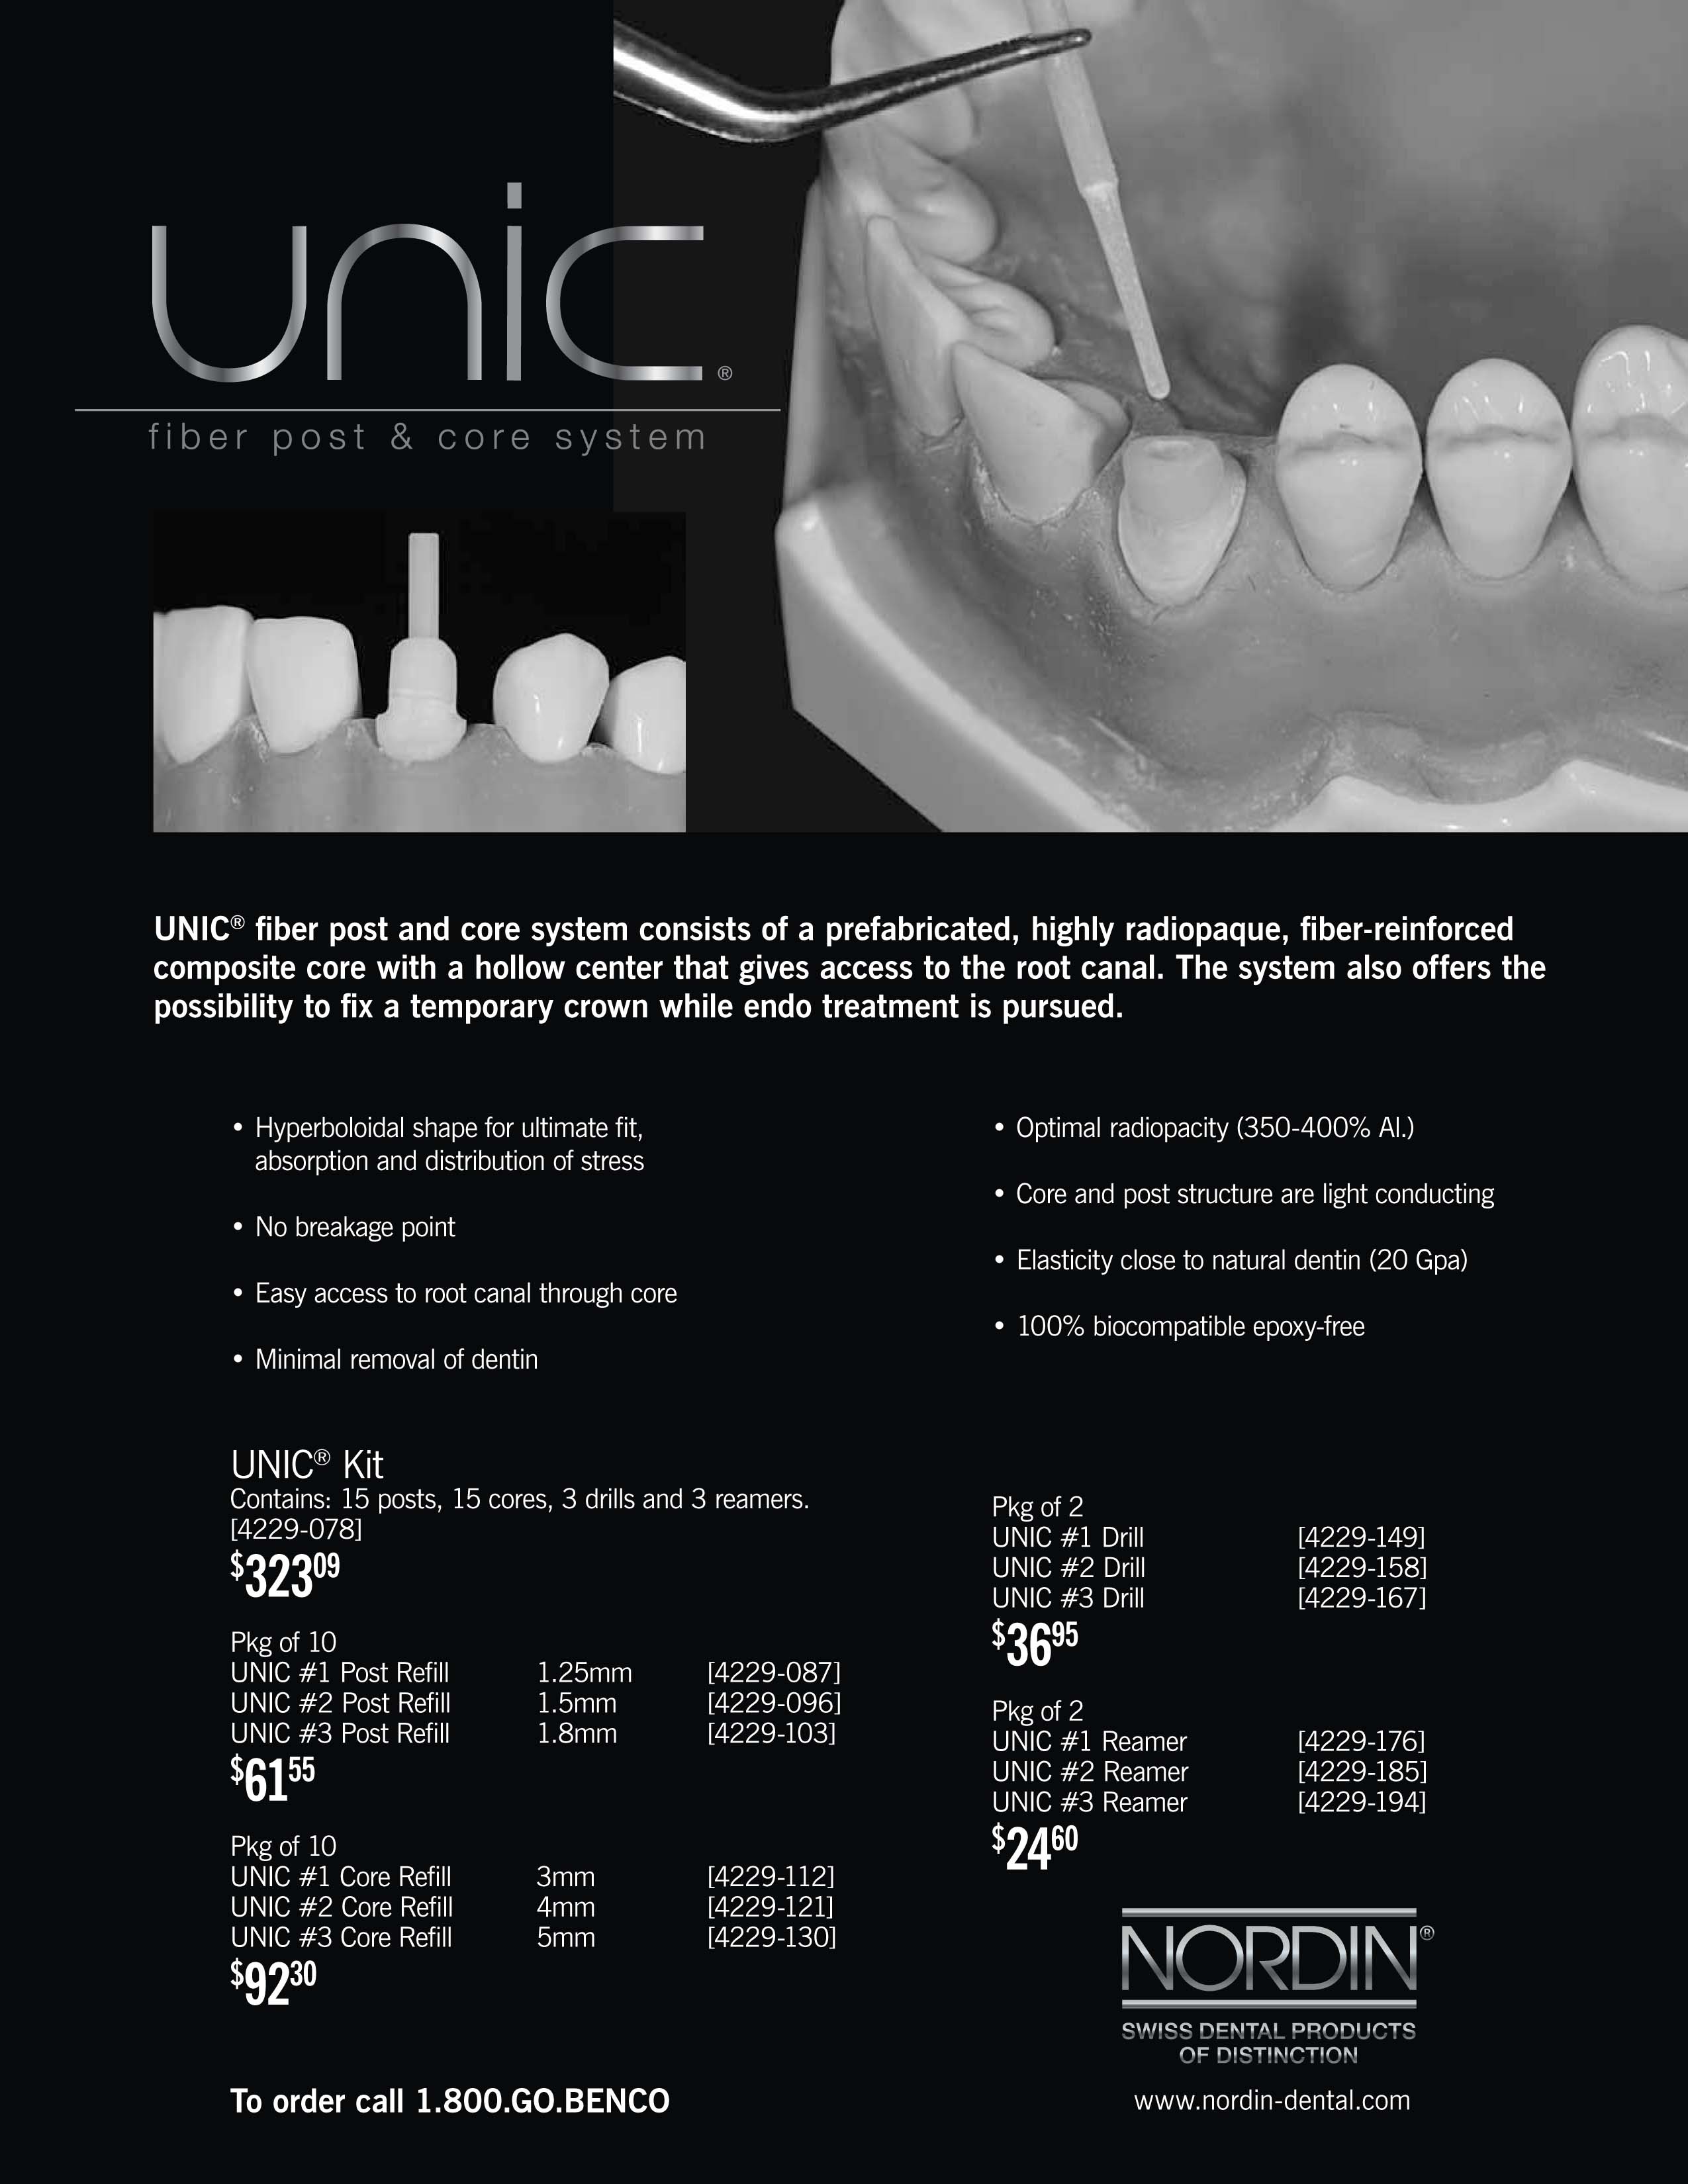 unic®
fiber post & core system
UNIC® fiber post and core system consists of a prefabricated, highly radiopaque, fiber-reinforced
composite core with a hollow center that gives access to the root canal. The system also offers the
possibility to fix a temporary crown while endo treatment is pursued.
• Hyperboloidal shape for ultimate fit,
absorption and distribution of stress
• No breakage point
• Easy access to root canal through core
• Minimal removal of dentin
• Optimal radiopacity (350-400% Al.)
• Core and post structure are light conducting
• Elasticity close to natural dentin (20 Gpa)
• 100% biocompatible epoxy-free
UNIC® Kit
Contains: 15 posts, 15 cores, 3 drills and 3 reamers.
[4229-078]
$32309
Pkg of 10
UNIC #1 Post Refill 1.25mm [4229-087]
UNIC #2 Post Refill 1.5mm [4229-096]
UNIC #3 Post Refill 1.8mm [4229-103]
$6155
Pkg of 10
UNIC #1 Core Refill 3mm [4229-112]
UNIC #2 Core Refill 4mm [4229-121]
UNIC #3 Core Refill 5mm [4229-130]
$9230
To order call 1.800.GO.BENCO
Pkg of 2
UNIC #1 Drill [4229-149]
UNIC #2 Drill [4229-158]
UNIC #3 Drill [4229-167]
$3695
Pkg of 2
UNIC #1 Reamer [4229-176]
UNIC #2 Reamer [4229-185]
UNIC #3 Reamer [4229-194]
$2460
NORDIN®
SWISS DENTAL PRODUCTS
OF DISTINCTION
www.nordin-dental.com